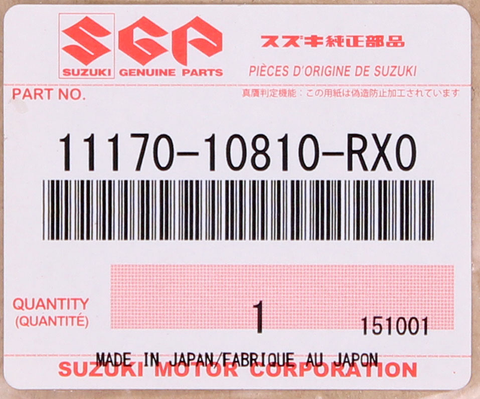 SGP
スズキ純正部品
SUZUKI GENUINE PARTS
PIÈCES D'ORIGINE DE SUZUKI
PART NO.
真贋判定機能：この用紙は偽造防止加工されています
11170-10810-RX0
QUANTITY
(QUANTITÉ)
1
151001
MADE IN JAPAN/FABRIQUE AU JAPON
SUZUKI MOTOR CORPORATION